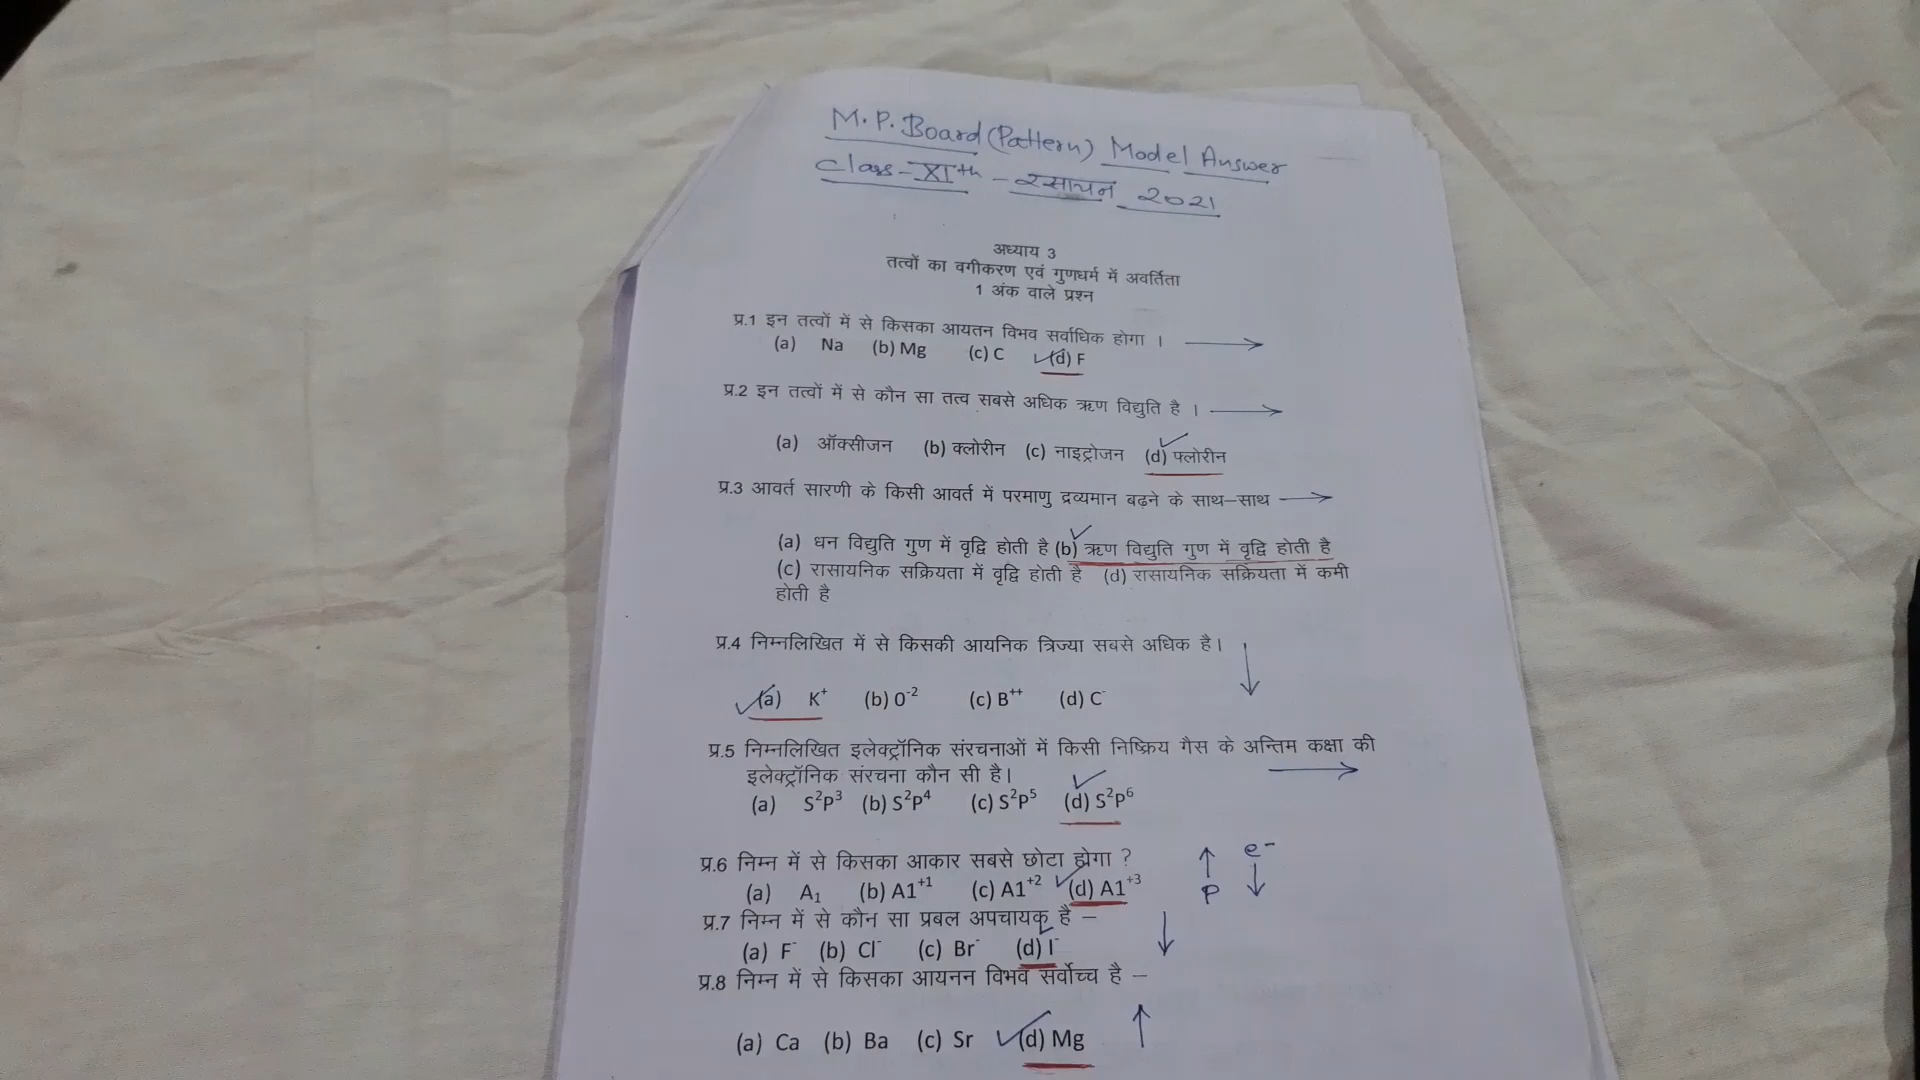 M.P. Board (Pattern) Model Answer
Class - XIth - रसायन 2021
अध्याय 3
तत्वों का वगीकरण एवं गुणधर्म में अवर्तिता
1 अंक वाले प्रश्न
प्र.1 इन तत्वों में से किसका आयतन विभव सर्वाधिक होगा ।
(a) Na (b) Mg (c) C (d) F
प्र.2 इन तत्वों में से कौन सा तत्व सबसे अधिक ऋण विद्युति है ।
(a) ऑक्सीजन (b) क्लोरीन (c) नाइट्रोजन (d) फ्लोरीन
प्र.3 आवर्त सारणी के किसी आवर्त में परमाणु द्रव्यमान बढ़ने के साथ–साथ
(a) धन विद्युति गुण में वृद्वि होती है (b) ऋण विद्युति गुण में वृद्वि होती है
(c) रासायनिक सक्रियता में वृद्वि होती है (d) रासायनिक सक्रियता में कमी
होती है
प्र.4 निम्नलिखित में से किसकी आयनिक त्रिज्या सबसे अधिक है।
(a) K⁺ (b) 0⁻² (c) B⁺⁺ (d) C⁻
प्र.5 निम्नलिखित इलेक्ट्रॉनिक संरचनाओं में किसी निष्क्रिय गैस के अन्तिम कक्षा की
इलेक्ट्रॉनिक संरचना कौन सी है।
(a) S²P³ (b) S²P⁴ (c) S²P⁵ (d) S²P⁶
प्र.6 निम्न में से किसका आकार सबसे छोटा होगा ? e⁻
(a) A₁ (b) A1⁺¹ (c) A1⁺² (d) A1⁺³ P
प्र.7 निम्न में से कौन सा प्रबल अपचायक है –
(a) F⁻ (b) Cl⁻ (c) Br⁻ (d) I⁻
प्र.8 निम्न में से किसका आयनन विभव सर्वोच्च है –
(a) Ca (b) Ba (c) Sr (d) Mg